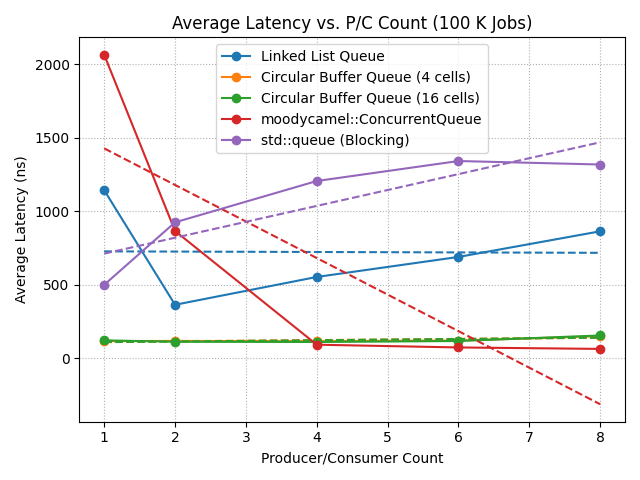 Average Latency vs. P/C Count (100 K Jobs)
Linked List Queue
Circular Buffer Queue (4 cells)
Circular Buffer Queue (16 cells)
moodycamel::ConcurrentQueue
std::queue (Blocking)
Average Latency (ns)
2000
1500
1000
500
0
1 2 3 4 5 6 7 8
Producer/Consumer Count